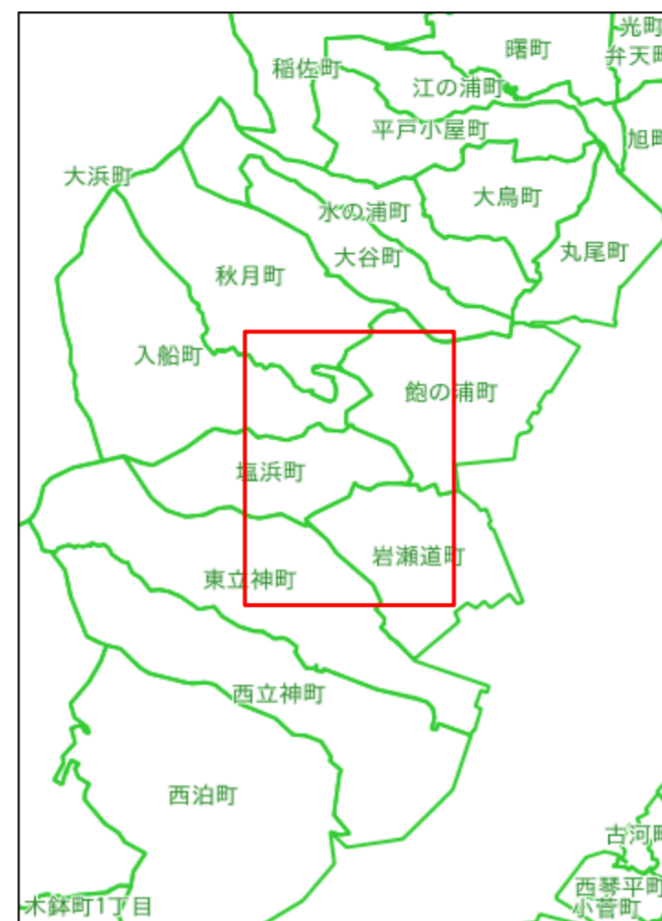 光町
曙町
弁天町
稲佐町
江の浦町
平戸小屋町
旭町
大浜町
大鳥町
水の浦町
丸尾町
大谷町
秋月町
入船町
飽の浦町
塩浜町
岩瀬道町
東立神町
西立神町
西泊町
古河町
西琴平町
木鉢町1丁目
小菅町